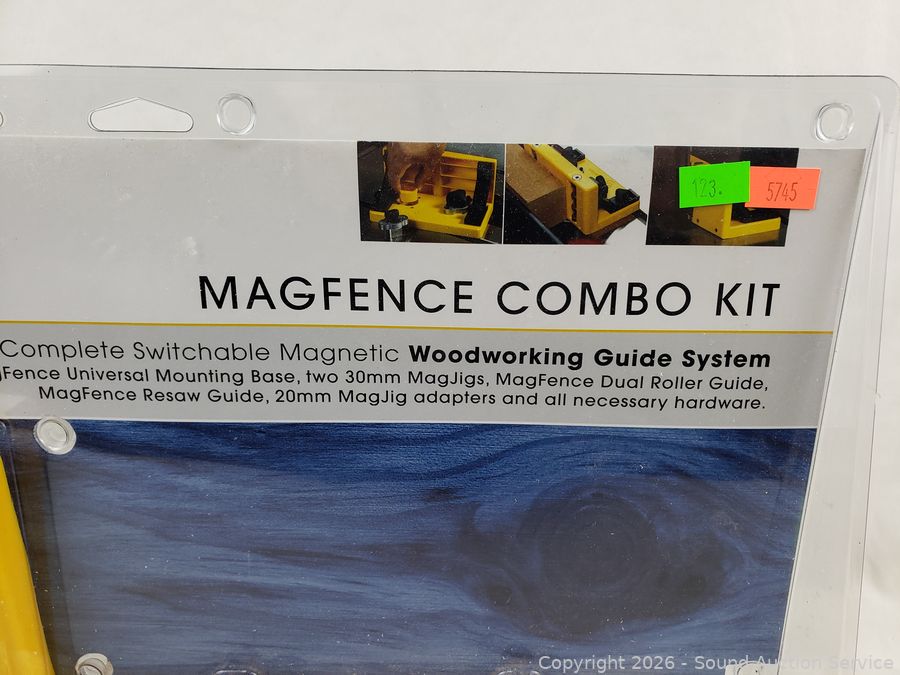 123.
5745
MAGFENCE COMBO KIT
Complete Switchable Magnetic Woodworking Guide System
Fence Universal Mounting Base, two 30mm MagJigs, MagFence Dual Roller Guide,
MagFence Resaw Guide, 20mm MagJig adapters and all necessary hardware.
Copyright 2026 - Sound Auction Service